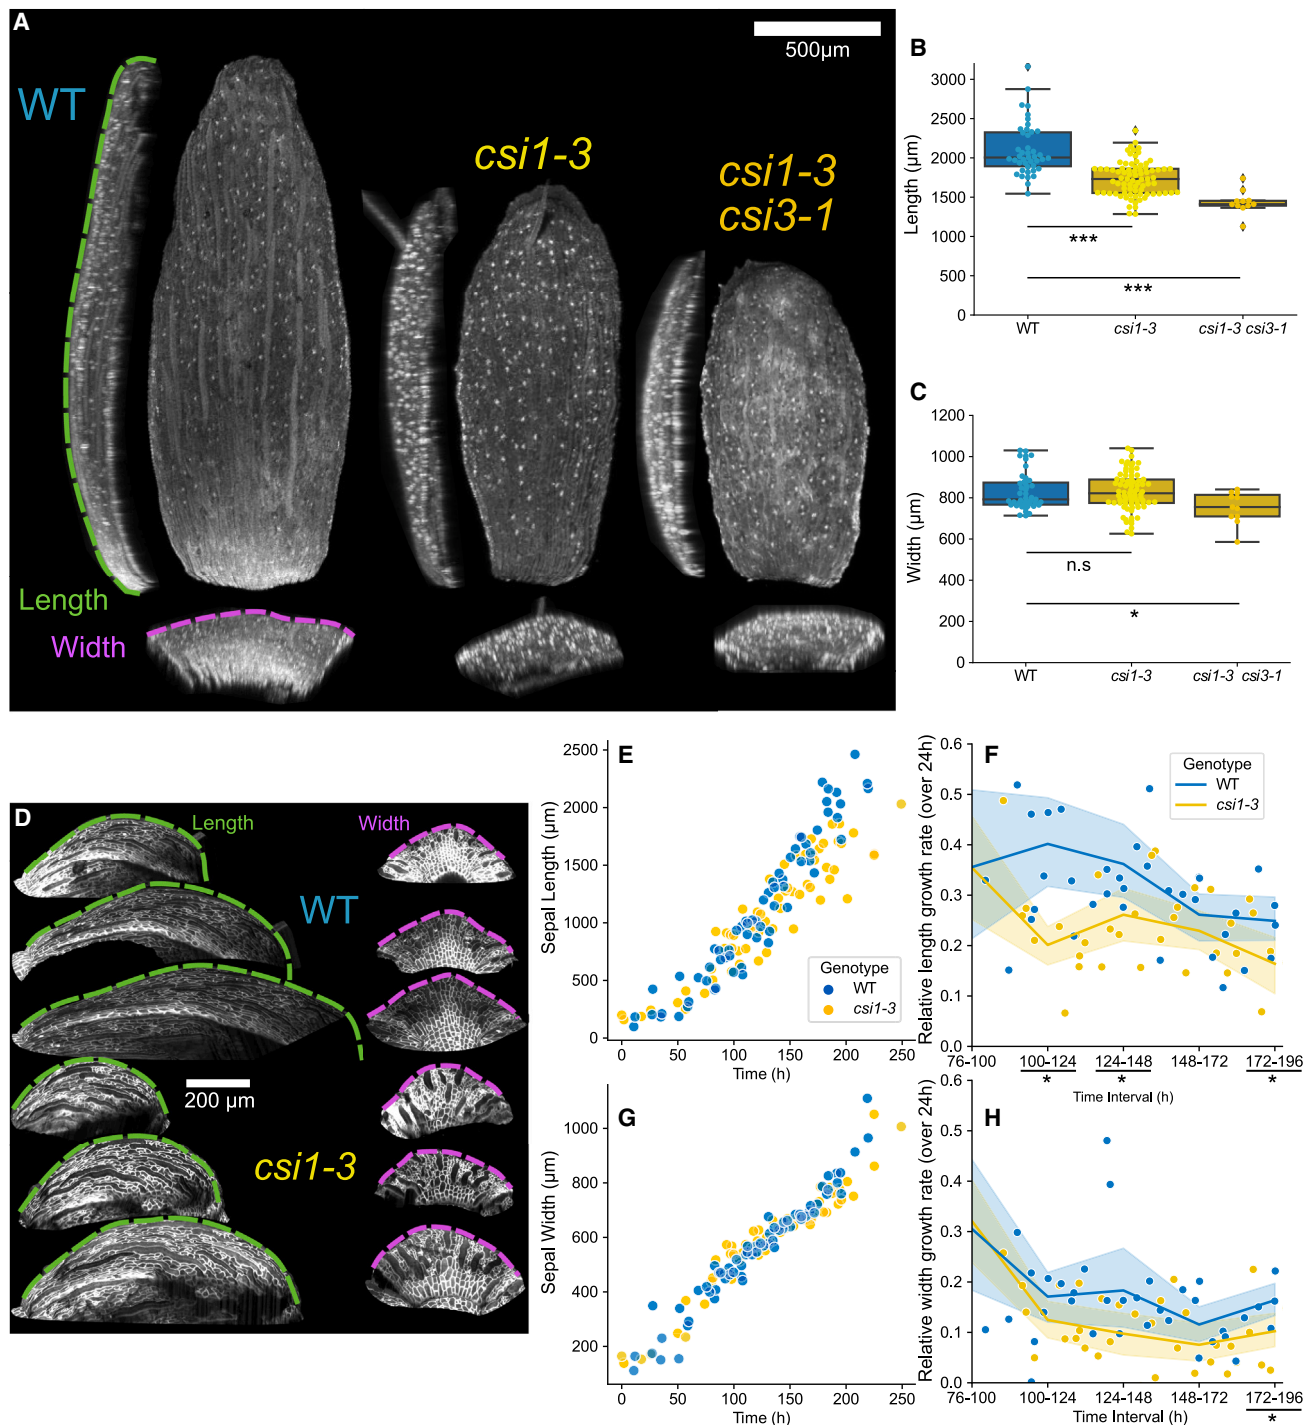 A
500µm
WT
csi1-3
csi1-3
csi3-1
Length
Width
B
Length (µm)
3000
2500
2000
1500
1000
500
0
***
***
WT
csi1-3
csi1-3 csi3-1
C
Width (µm)
1200
1000
800
600
400
200
0
n.s
*
WT
csi1-3
csi1-3 csi3-1
D
Length
Width
WT
200 µm
csi1-3
E
Sepal Length (µm)
2500
2000
1500
1000
500
0
Genotype
WT
csi1-3
0 50 100 150 200 250
Time (h)
F
Relative length growth rate (over 24h)
0.6
0.5
0.4
0.3
0.2
0.1
0.0
Genotype
WT
csi1-3
76-100 100-124 124-148 148-172 172-196
* * *
Time Interval (h)
G
Sepal Width (µm)
1000
800
600
400
200
0 50 100 150 200 250
Time (h)
H
Relative width growth rate (over 24h)
0.6
0.5
0.4
0.3
0.2
0.1
0.0
76-100 100-124 124-148 148-172 172-196
Time Interval (h)
*